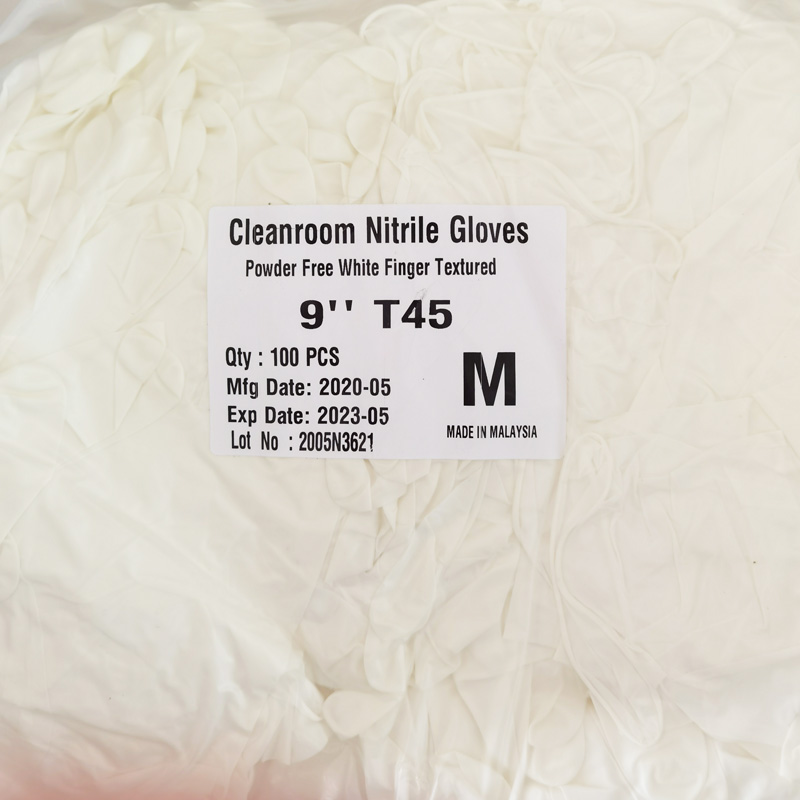 Cleanroom Nitrile Gloves
Powder Free White Finger Textured
9'' T45
Qty : 100 PCS
Mfg Date: 2020-05
Exp Date: 2023-05
Lot No : 2005N3621
M
MADE IN MALAYSIA